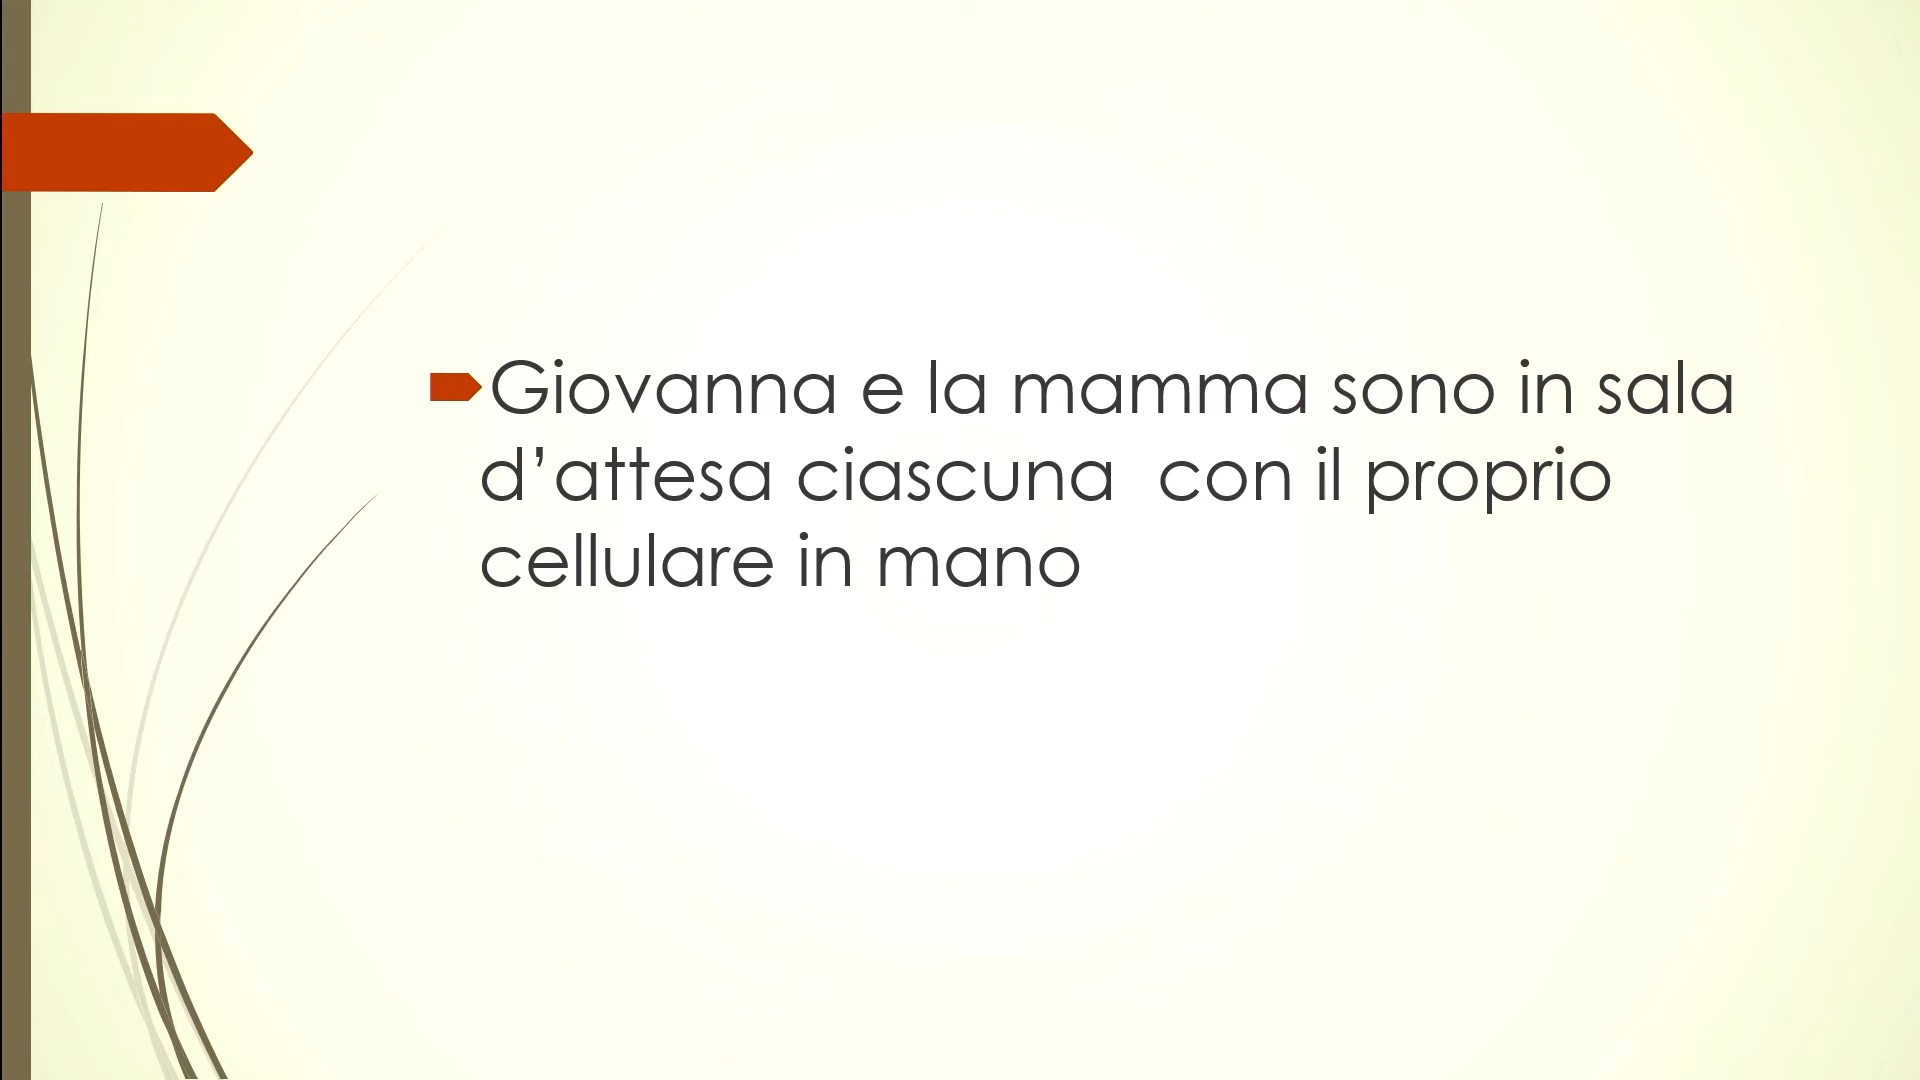 Giovanna e la mamma sono in sala
d’attesa ciascuna  con il proprio
cellulare in mano